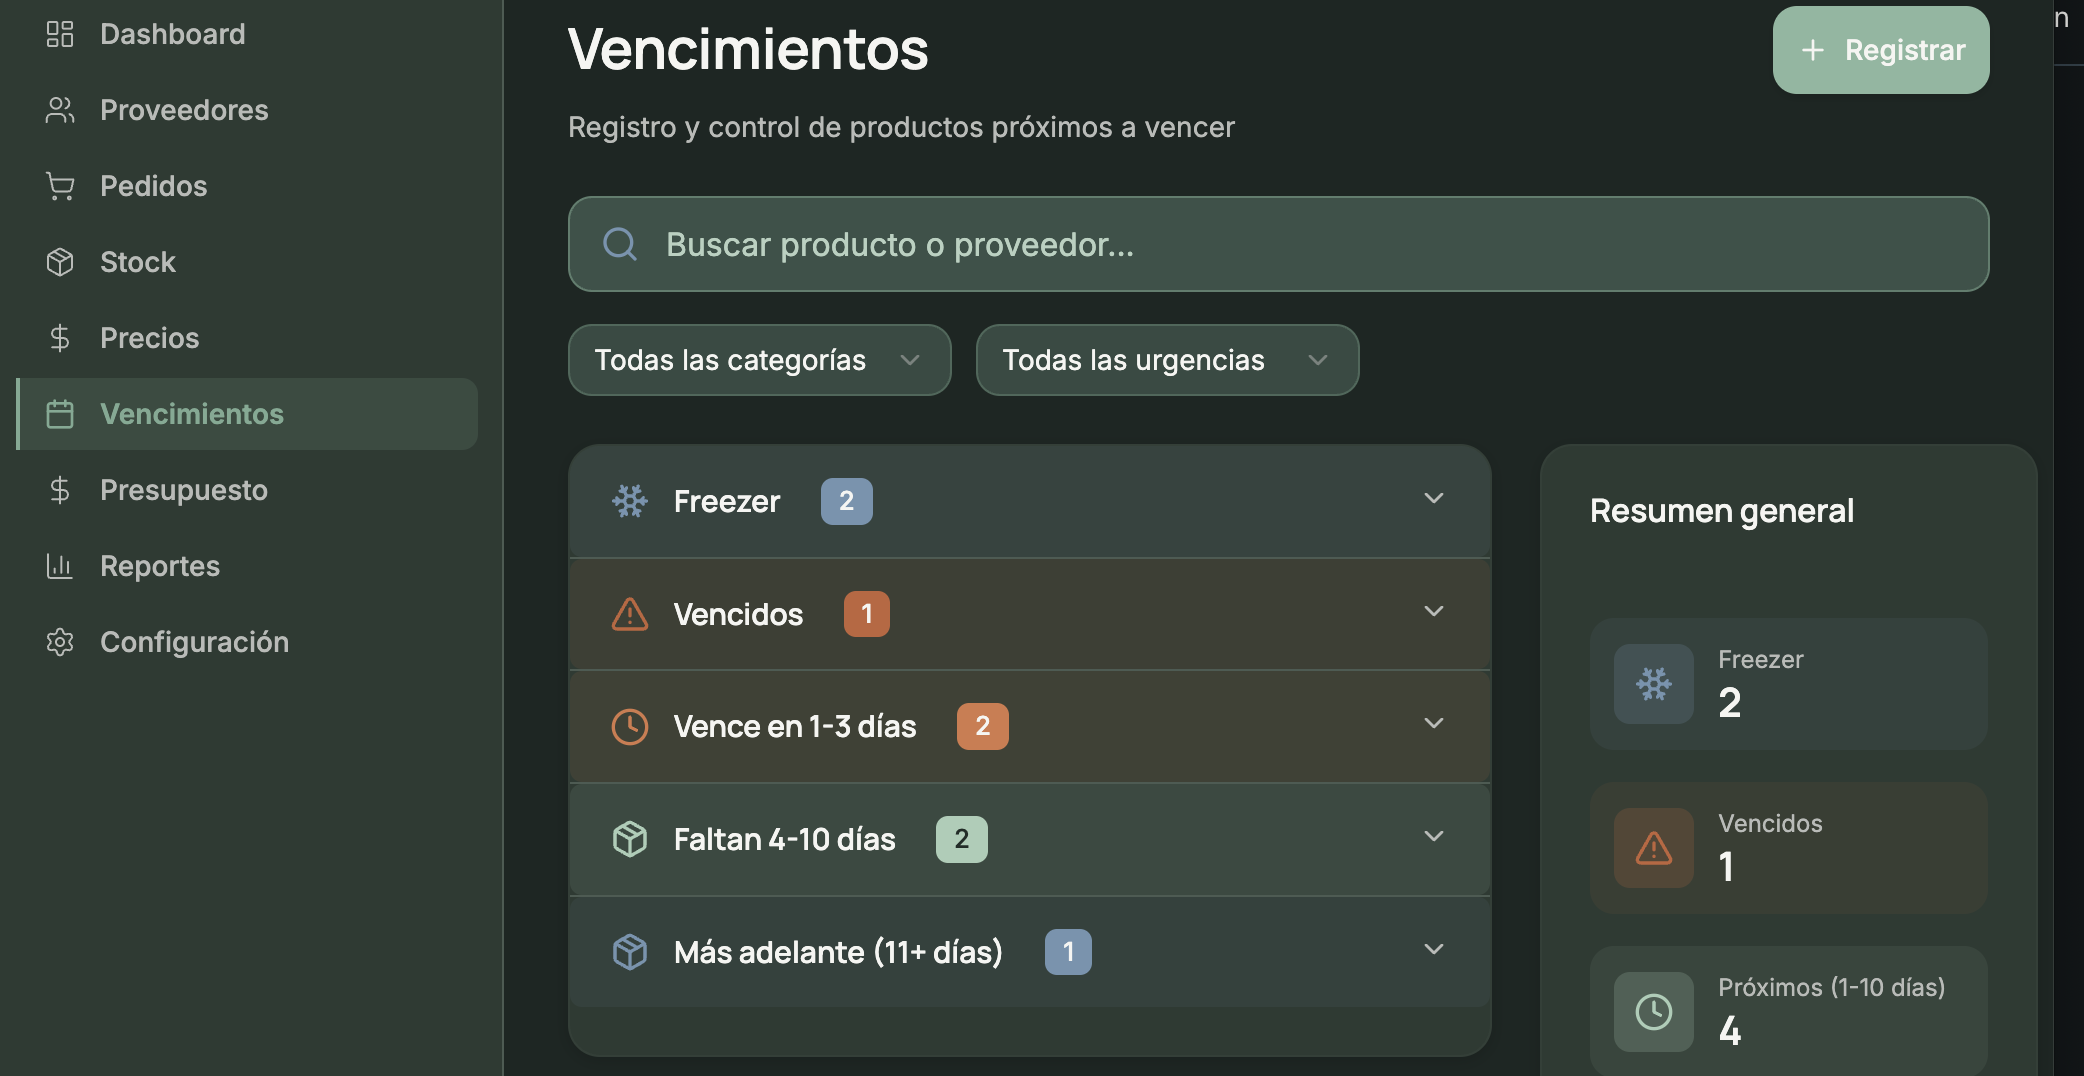 Dashboard
Proveedores
Pedidos
Stock
Precios
Vencimientos
Presupuesto
Reportes
Configuración
Vencimientos
+ Registrar
n
Registro y control de productos próximos a vencer
Buscar producto o proveedor...
Todas las categorías
Todas las urgencias
Freezer 2
Vencidos 1
Vence en 1-3 días 2
Faltan 4-10 días 2
Más adelante (11+ días) 1
Resumen general
Freezer
2
Vencidos
1
Próximos (1-10 días)
4